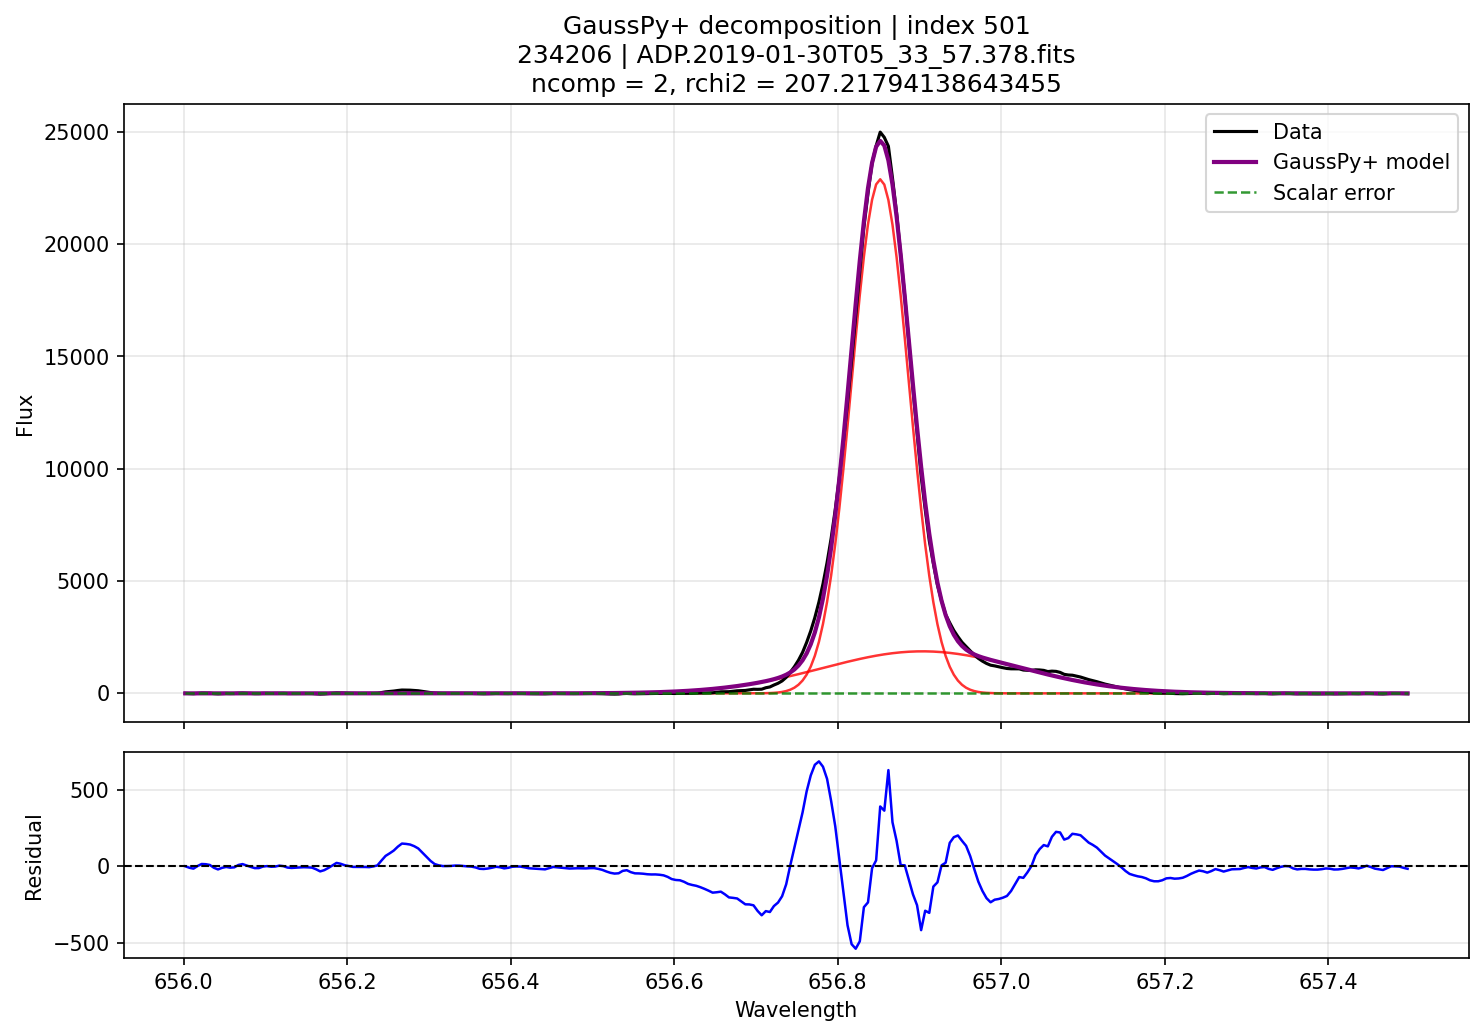 GaussPy+ decomposition | index 501
234206 | ADP.2019-01-30T05_33_57.378.fits
ncomp = 2, rchi2 = 207.21794138643455
Data
GaussPy+ model
Scalar error
25000
20000
15000
10000
5000
0
Flux
500
0
−500
Residual
656.0 656.2 656.4 656.6 656.8 657.0 657.2 657.4
Wavelength